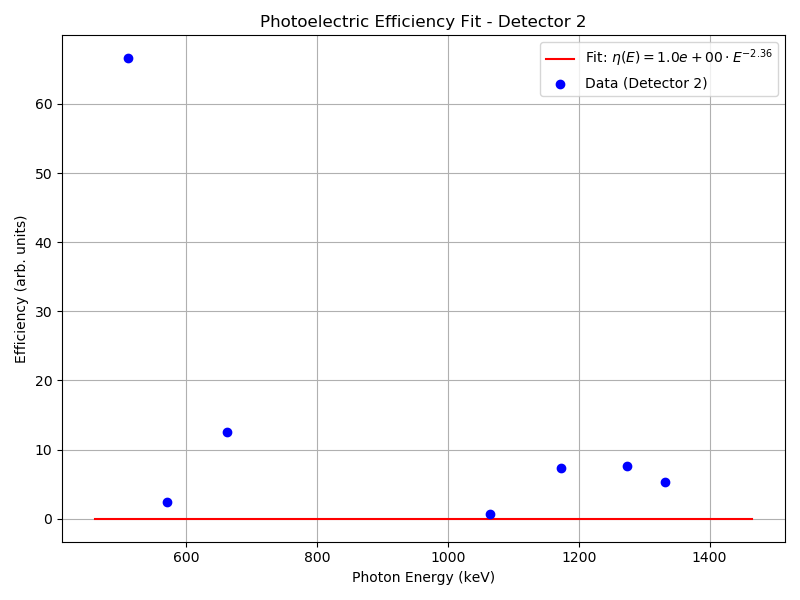 Photoelectric Efficiency Fit - Detector 2
Fit: η(E) = 1.0e + 00 · E^{−2.36}
Data (Detector 2)
Efficiency (arb. units)
60
50
40
30
20
10
0
600 800 1000 1200 1400
Photon Energy (keV)